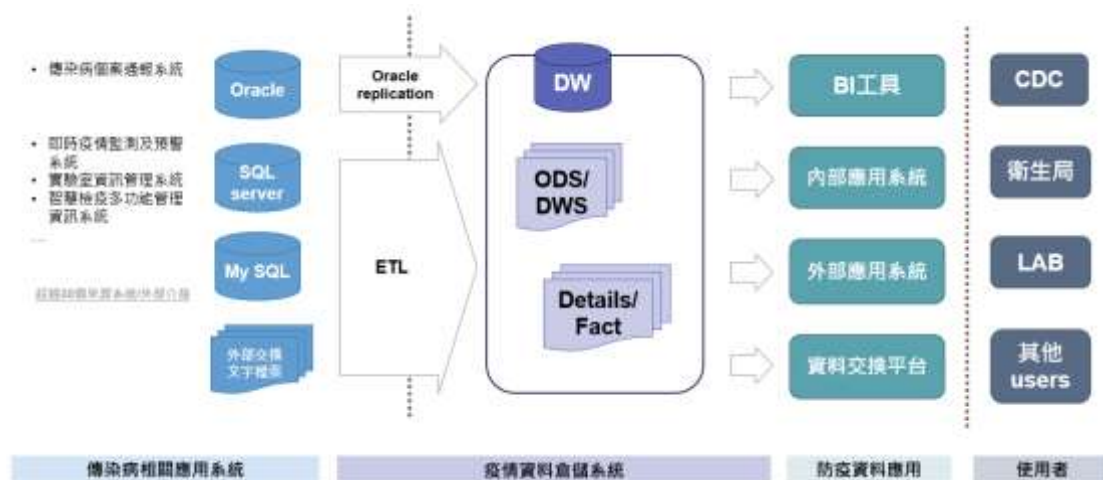 • 傳染病個案通報系統
• 即時疫情監測及預警
系統
• 實驗室資訊管理系統
• 智慧檢疫多功能管理
資訊系統
....
Oracle
SQL
server
My SQL
外部交換
文字檔案
Oracle
replication
ETL
DW
ODS/
DWS
Details/
Fact
BI工具
內部應用系統
外部應用系統
資料交換平台
CDC
衛生局
LAB
其他
users
傳染病相關應用系統
疫情資料倉儲系統
防疫資料應用
使用者